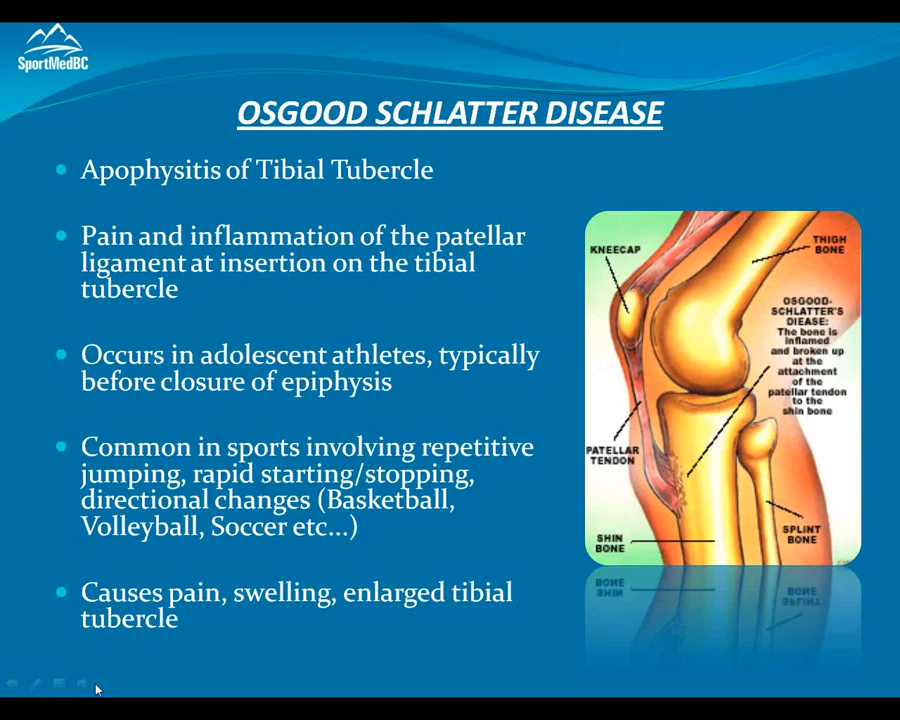 SportMedBC
OSGOOD SCHLATTER DISEASE
Apophysitis of Tibial Tubercle
Pain and inflammation of the patellar
ligament at insertion on the tibial
tubercle
Occurs in adolescent athletes, typically
before closure of epiphysis
Common in sports involving repetitive
jumping, rapid starting/stopping,
directional changes (Basketball,
Volleyball, Soccer etc...)
Causes pain, swelling, enlarged tibial
tubercle
KNEECAP
THIGH
BONE
OSGOOD-
SCHLATTER'S
DIEASE:
The bone is
inflamed
and broken up
at the
attachment
of the
patellar tendon
to the
shin bone
PATELLAR
TENDON
SPLINT
BONE
SHIN
BONE